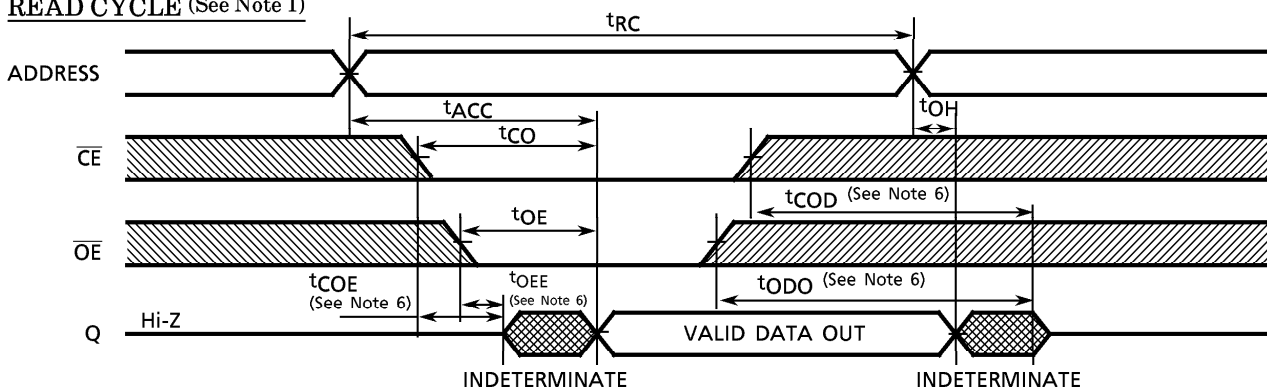 READ CYCLE (See Note 1)
tRC
ADDRESS
tACC
tOH
tCO
CE
tCOD (See Note 6)
tOE
OE
tCOE
(See Note 6)
tOEE
(See Note 6)
tODO (See Note 6)
Hi-Z
Q
VALID DATA OUT
INDETERMINATE
INDETERMINATE